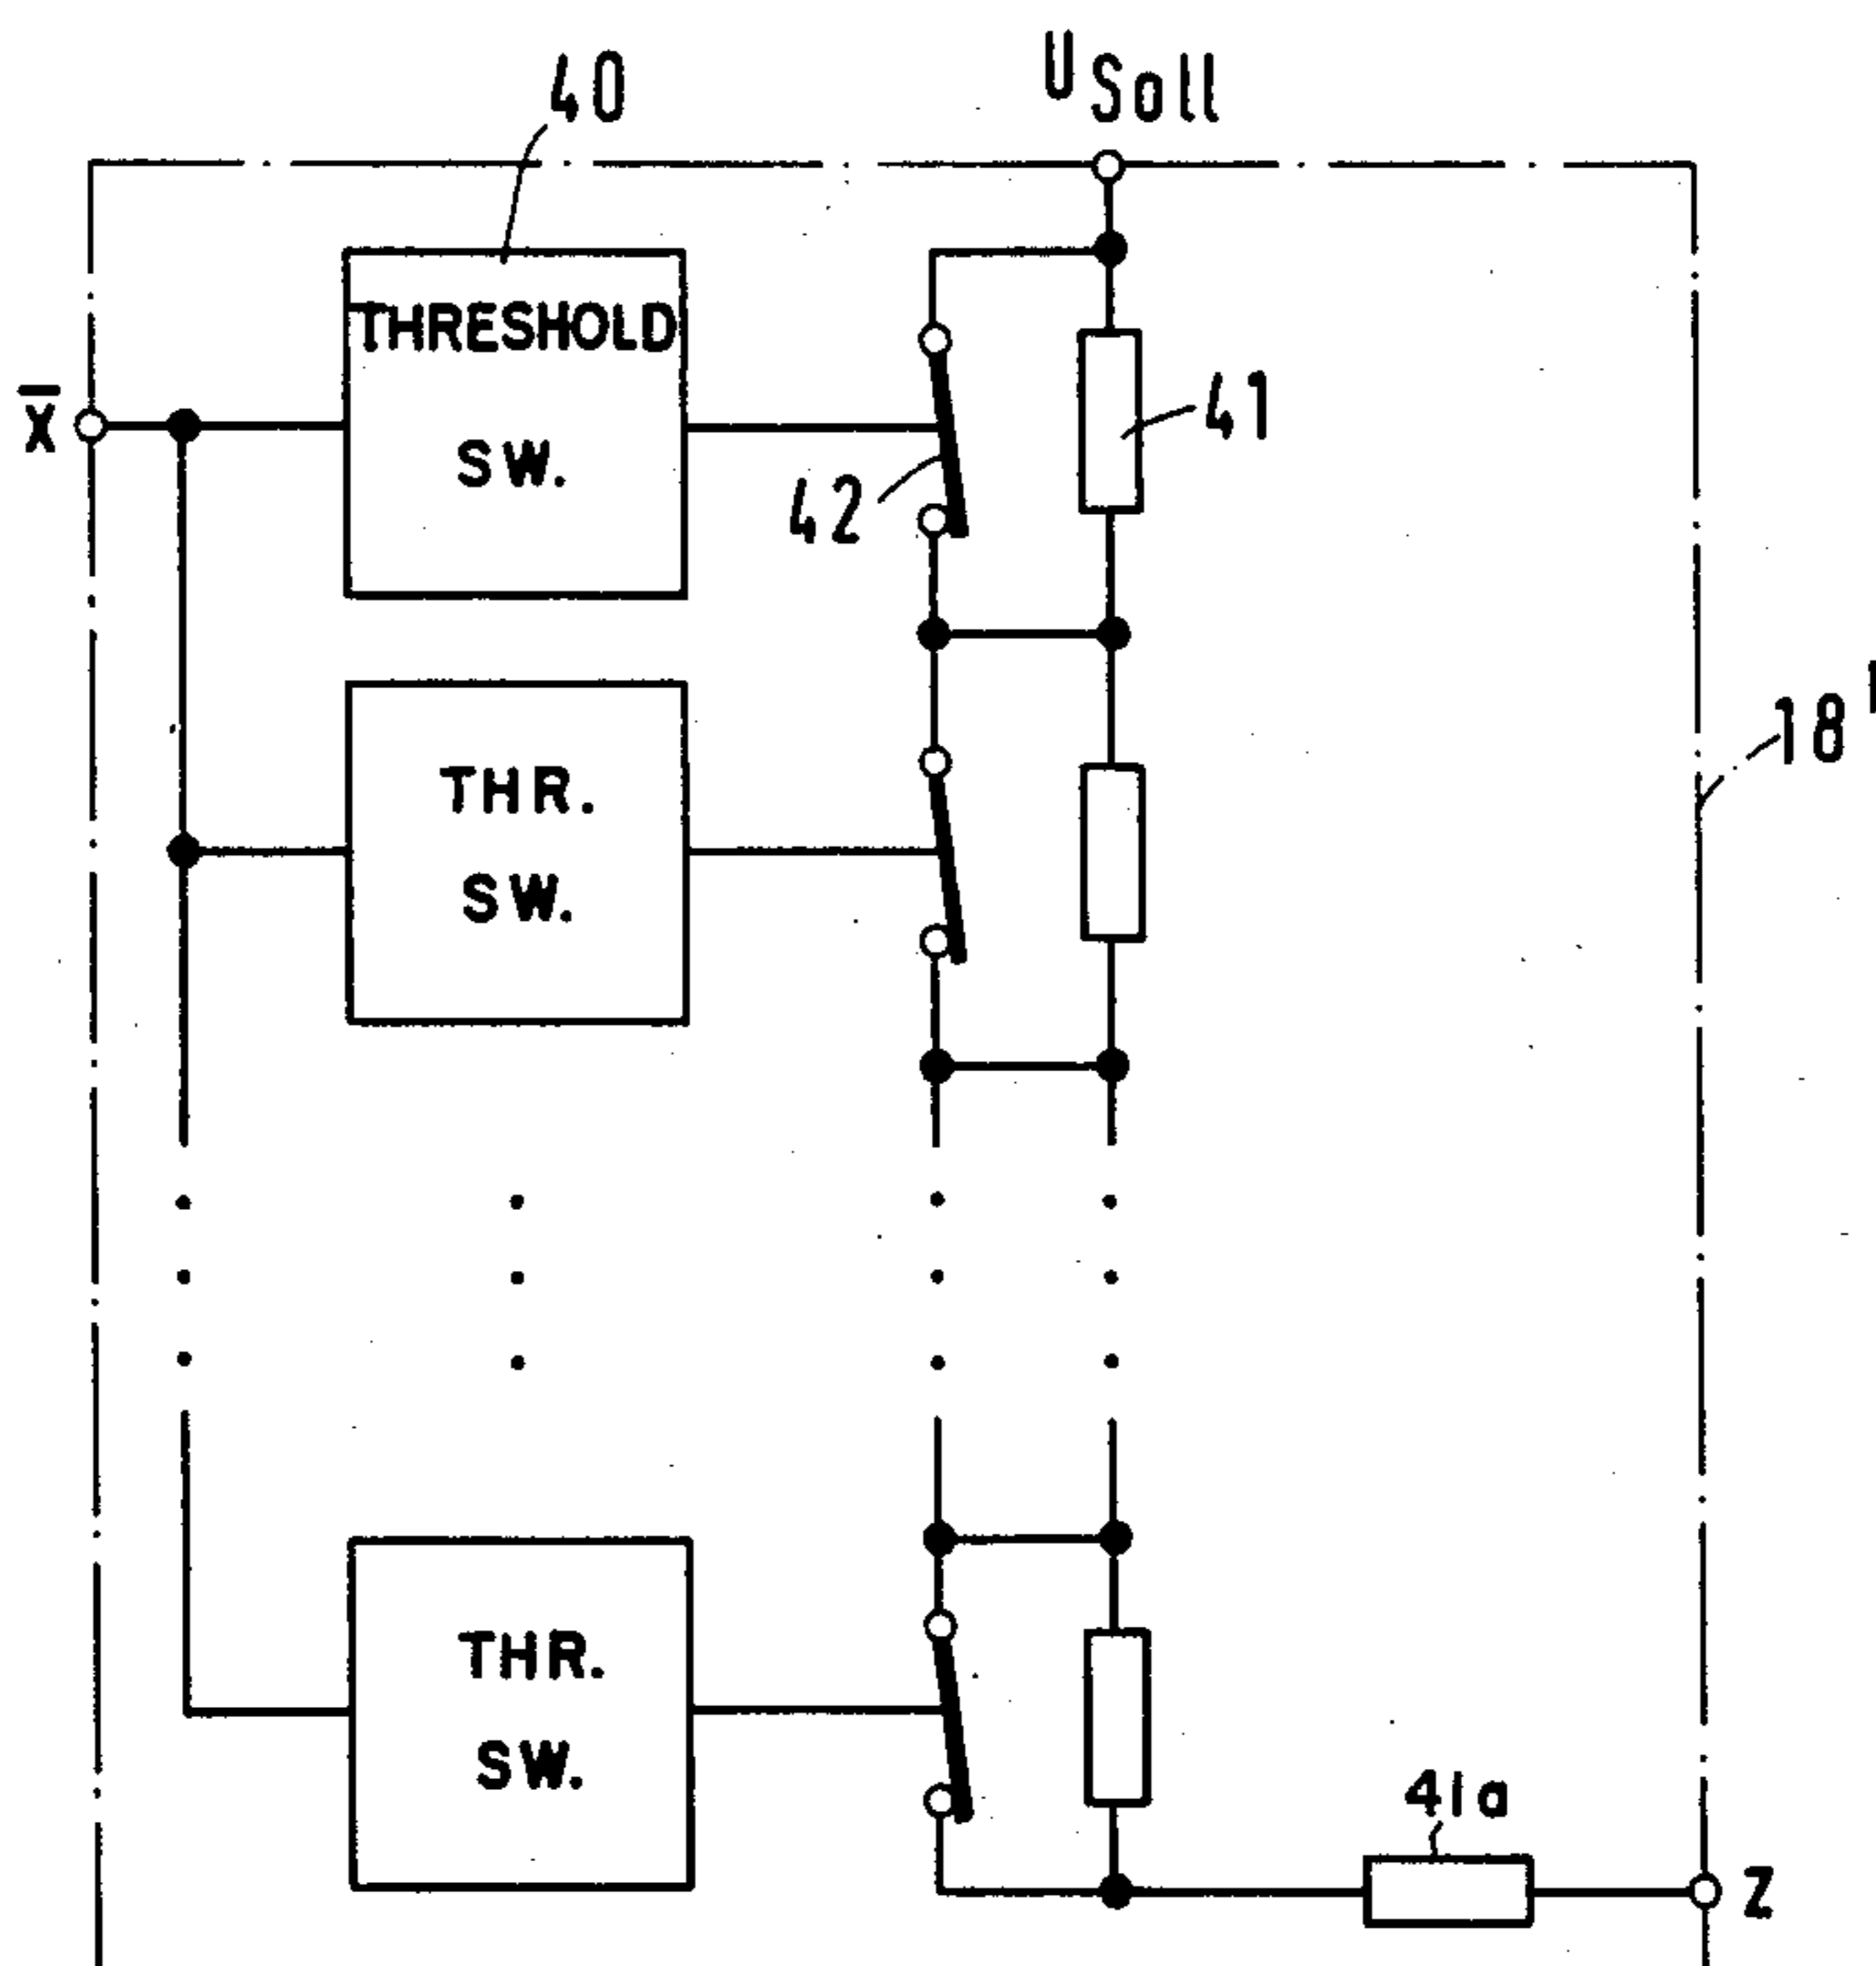 40
U Soll
THRESHOLD
SW.
X̅
41
42
THR.
SW.
18'
THR.
SW.
41a
Z